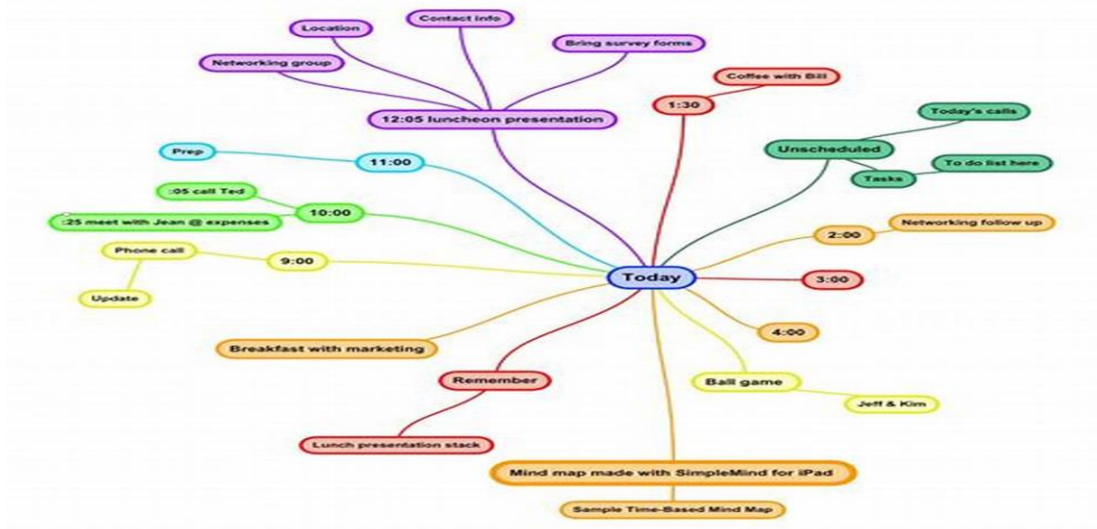 Contact info
Location
Bring survey forms
Networking group
Coffee with Bill
1:30
12:05 luncheon presentation
Today's calls
Unscheduled
Prep
11:00
To do list here
Tasks
:05 call Ted
10:00
:25 meet with Jean @ expenses
Networking follow up
2:00
Phone call
9:00
Today
3:00
Update
4:00
Breakfast with marketing
Remember
Ball game
Jeff & Kim
Lunch presentation stack
Mind map made with SimpleMind for iPad
Sample Time-Based Mind Map